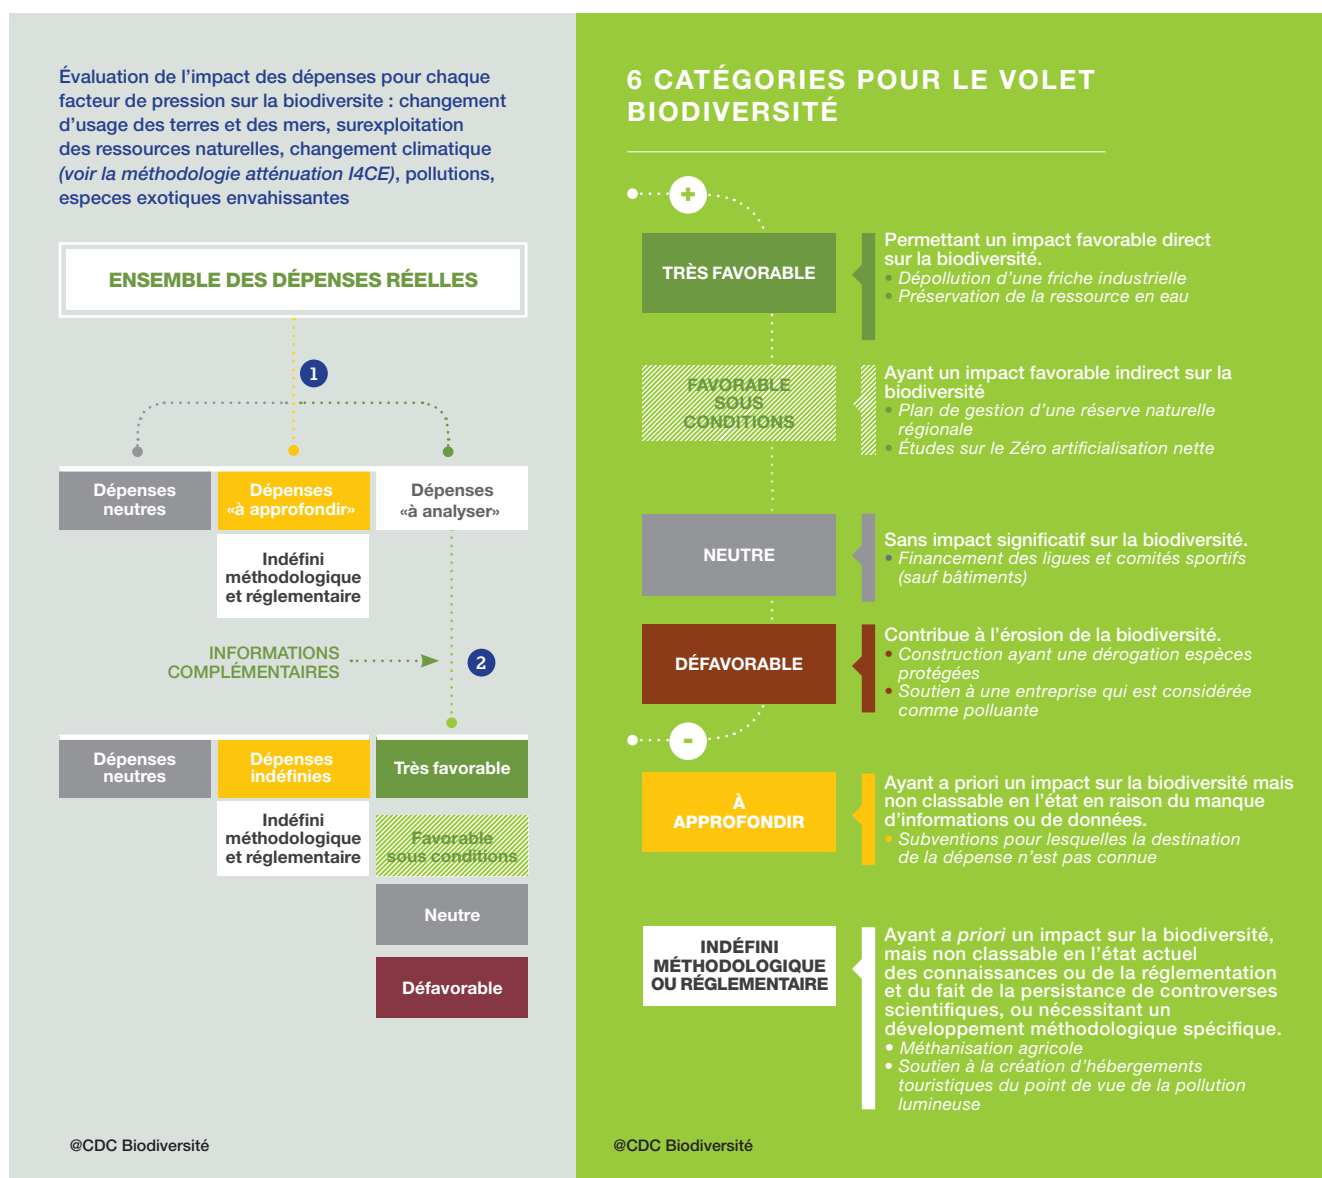 Évaluation de l'impact des dépenses pour chaque
facteur de pression sur la biodiversite : changement
d'usage des terres et des mers, surexploitation
des ressources naturelles, changement climatique
(voir la méthodologie atténuation I4CE), pollutions,
especes exotiques envahissantes
ENSEMBLE DES DÉPENSES RÉELLES
1
Dépenses
neutres
Dépenses
«à approfondir»
Dépenses
«à analyser»
Indéfini
méthodologique
et réglementaire
INFORMATIONS
COMPLÉMENTAIRES
2
Dépenses
neutres
Dépenses
indéfinies
Très favorable
Indéfini
méthodologique
et réglementaire
Favorable
sous conditions
Neutre
Défavorable
@CDC Biodiversité
6 CATÉGORIES POUR LE VOLET
BIODIVERSITÉ
+
TRÈS FAVORABLE
Permettant un impact favorable direct
sur la biodiversité.
• Dépollution d'une friche industrielle
• Préservation de la ressource en eau
FAVORABLE
SOUS
CONDITIONS
Ayant un impact favorable indirect sur la
biodiversité
• Plan de gestion d'une réserve naturelle
régionale
• Études sur le Zéro artificialisation nette
NEUTRE
Sans impact significatif sur la biodiversité.
• Financement des ligues et comités sportifs
(sauf bâtiments)
DÉFAVORABLE
Contribue à l'érosion de la biodiversité.
• Construction ayant une dérogation espèces
protégées
• Soutien à une entreprise qui est considérée
comme polluante
-
À
APPROFONDIR
Ayant a priori un impact sur la biodiversité mais
non classable en l'état en raison du manque
d'informations ou de données.
• Subventions pour lesquelles la destination
de la dépense n'est pas connue
INDÉFINI
MÉTHODOLOGIQUE
OU RÉGLEMENTAIRE
Ayant a priori un impact sur la biodiversité,
mais non classable en l'état actuel
des connaissances ou de la réglementation
et du fait de la persistance de controverses
scientifiques, ou nécessitant un
développement méthodologique spécifique.
• Méthanisation agricole
• Soutien à la création d'hébergements
touristiques du point de vue de la pollution
lumineuse
@CDC Biodiversité